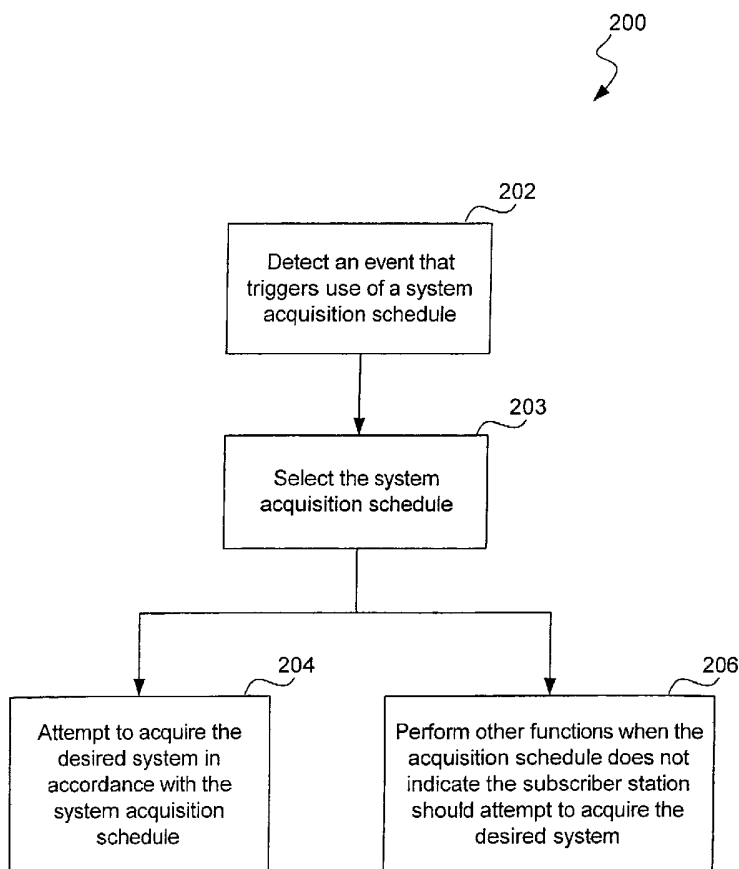 200
202
Detect an event that
triggers use of a system
acquisition schedule
203
Select the system
acquisition schedule
204
Attempt to acquire the
desired system in
accordance with the
system acquisition
schedule
206
Perform other functions when the
acquisition schedule does not
indicate the subscriber station
should attempt to acquire the
desired system